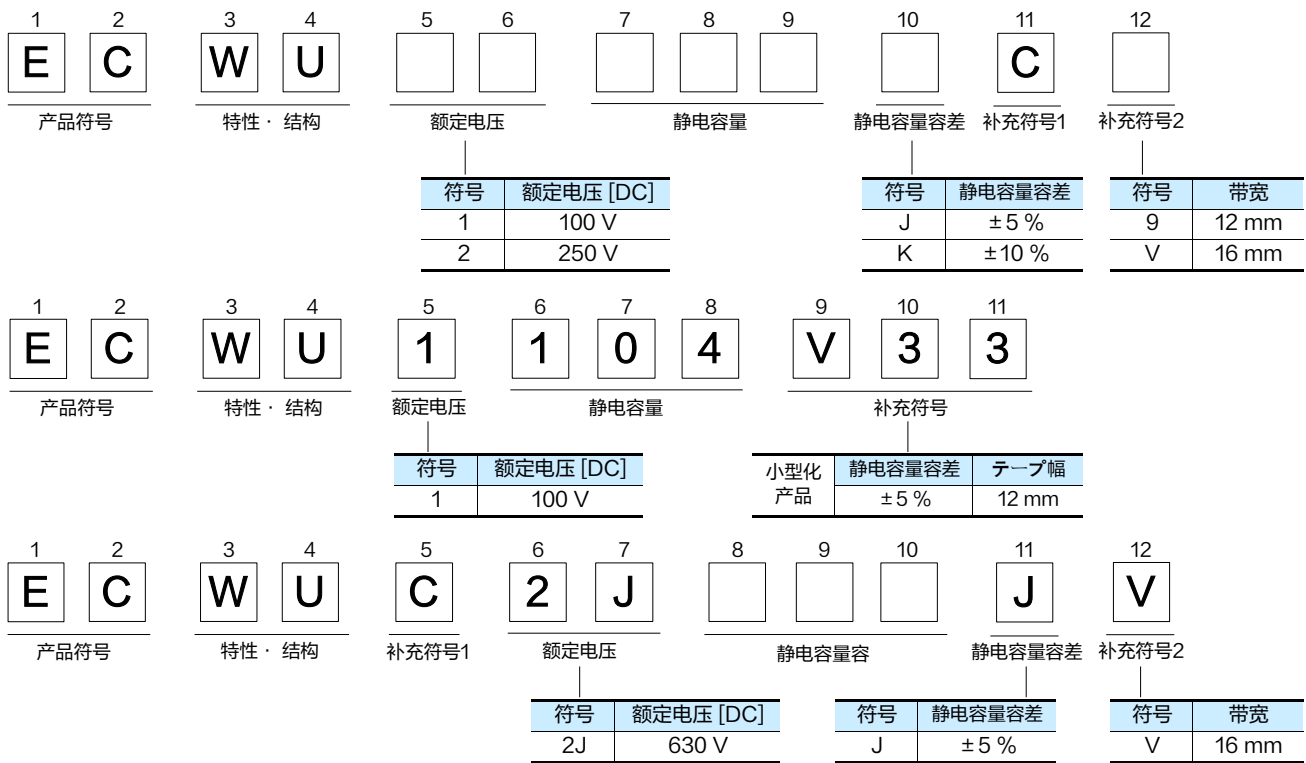 1 2 3 4 5 6 7 8 9 10 11 12
E C W U C
产品符号 特性· 结构 额定电压 静电容量 静电容量容差 补充符号1 补充符号2
符号 额定电压 [DC] 符号 静电容量容差 符号 带宽
1 100 V J ±5 % 9 12 mm
2 250 V K ±10 % V 16 mm
1 2 3 4 5 6 7 8 9 10 11
E C W U 1 1 0 4 V 3 3
产品符号 特性· 结构 额定电压 静电容量 补充符号
符号 额定电压 [DC] 小型化 静电容量容差 テープ幅
1 100 V 产品 ±5 % 12 mm
1 2 3 4 5 6 7 8 9 10 11 12
E C W U C 2 J J V
产品符号 特性· 结构 补充符号1 额定电压 静电容量容 静电容量容差 补充符号2
符号 额定电压 [DC] 符号 静电容量容差 符号 带宽
2J 630 V J ±5 % V 16 mm